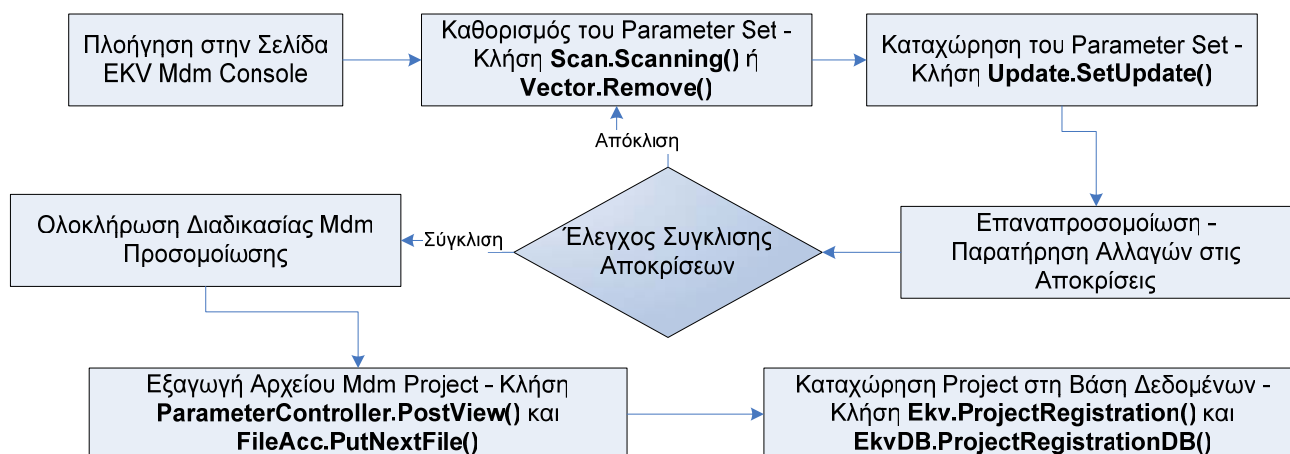 Πλοήγηση στην Σελίδα
EKV Mdm Console
Καθορισμός του Parameter Set -
Κλήση Scan.Scanning() ή
Vector.Remove()
Καταχώρηση του Parameter Set -
Κλήση Update.SetUpdate()
Απόκλιση
Ολοκλήρωση Διαδικασίας Mdm
Προσομοίωσης
Σύγκλιση
Έλεγχος Συγκλισης
Αποκρίσεων
Επαναπροσομοίωση -
Παρατήρηση Αλλαγών στις
Αποκρίσεις
Εξαγωγή Αρχείου Mdm Project - Κλήση
ParameterController.PostView() και
FileAcc.PutNextFile()
Καταχώρηση Project στη Βάση Δεδομένων -
Κλήση Ekv.ProjectRegistration() και
EkvDB.ProjectRegistrationDB()